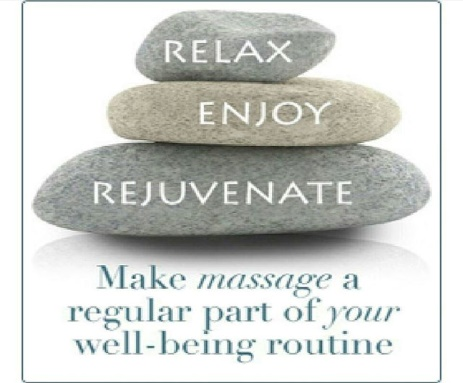 RELAX
ENJOY
REJUVENATE
Make massage a
regular part of your
well-being routine